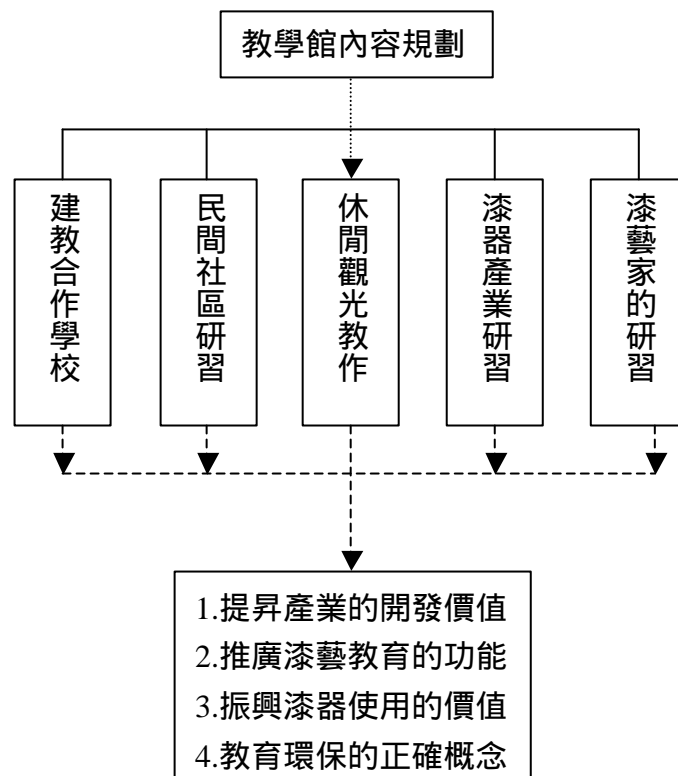 教學館內容規劃
建教合作學校
民間社區研習
休閒觀光教作
漆器產業研習
漆藝家的研習
1.提昇產業的開發價值
2.推廣漆藝教育的功能
3.振興漆器使用的價值
4.教育環保的正確概念